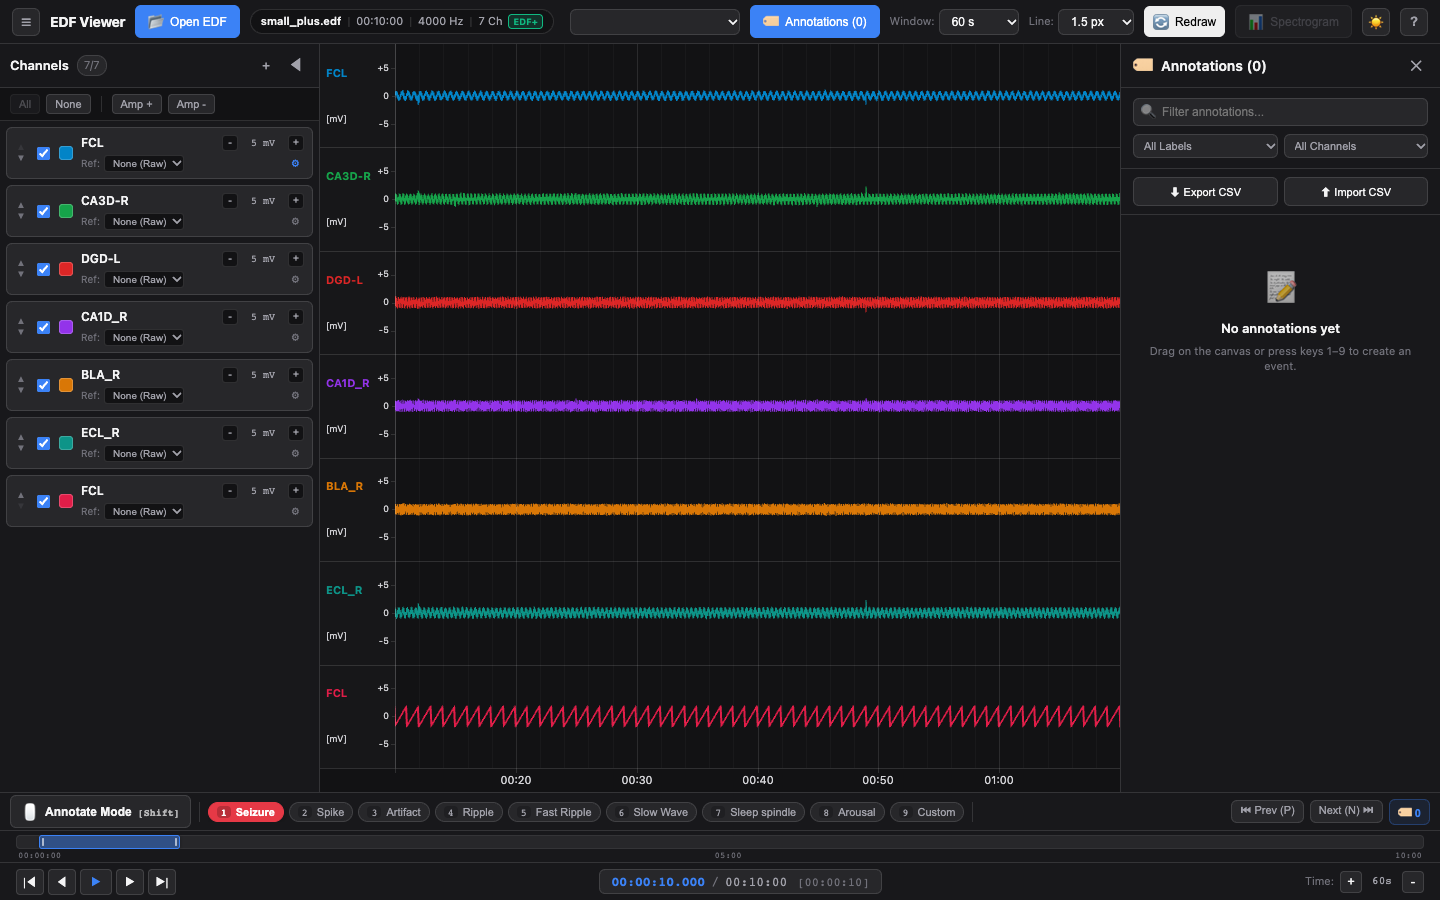 EDF Viewer
Open EDF
small_plus.edf | 00:10:00 | 4000 Hz | 7 Ch EDF+
Annotations (0)
Window: 60 s
Line: 1.5 px
Redraw
Spectrogram
?
Channels 7/7
+
All None Amp + Amp -
FCL - 5 mV +
Ref: None (Raw)
CA3D-R - 5 mV +
Ref: None (Raw)
DGD-L - 5 mV +
Ref: None (Raw)
CA1D_R - 5 mV +
Ref: None (Raw)
BLA_R - 5 mV +
Ref: None (Raw)
ECL_R - 5 mV +
Ref: None (Raw)
FCL - 5 mV +
Ref: None (Raw)
+5
FCL
0
[mV]
-5
+5
CA3D-R
0
[mV]
-5
+5
DGD-L
0
[mV]
-5
+5
CA1D_R
0
[mV]
-5
+5
BLA_R
0
[mV]
-5
+5
ECL_R
0
[mV]
-5
+5
FCL
0
[mV]
-5
00:20 00:30 00:40 00:50 01:00
Annotations (0)
Filter annotations...
All Labels All Channels
Export CSV Import CSV
No annotations yet
Drag on the canvas or press keys 1–9 to create an
event.
Annotate Mode [Shift]
1 Seizure 2 Spike 3 Artifact 4 Ripple 5 Fast Ripple 6 Slow Wave 7 Sleep spindle 8 Arousal 9 Custom
Prev (P) Next (N) 0
00:00:00 05:00 10:00
00:00:10.000 / 00:10:00 [00:00:10]
Time: + 60s -